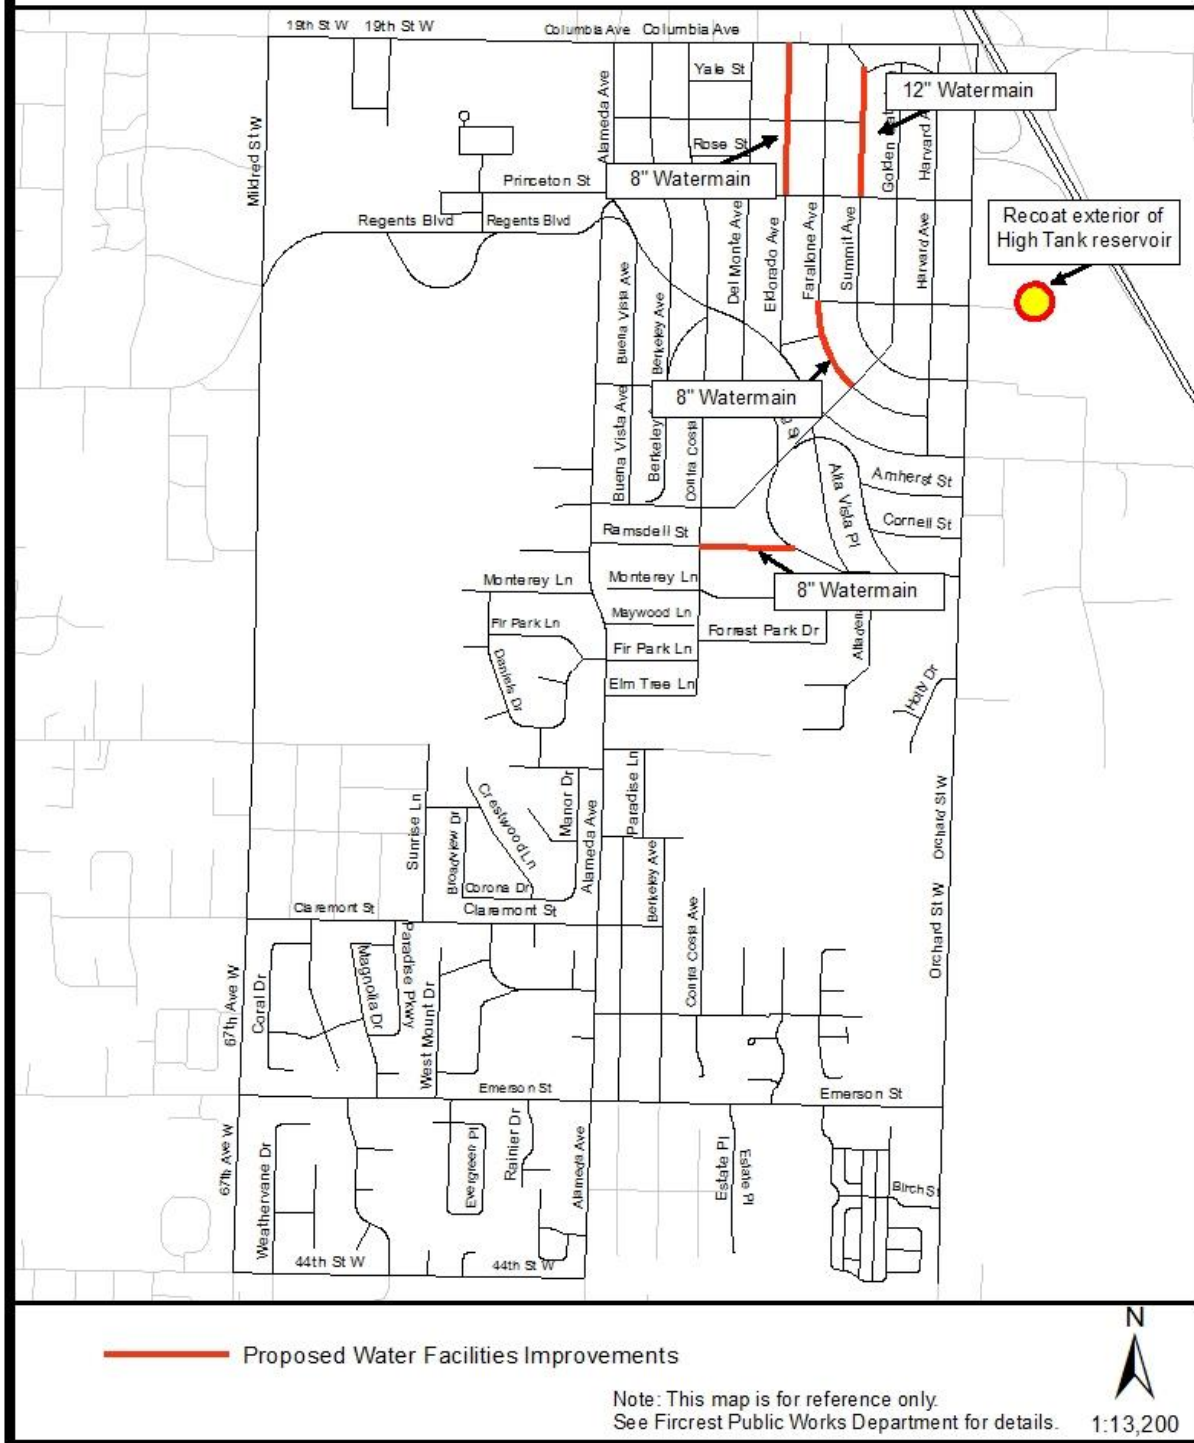 19th St W 19th St W Columbia Ave Columbia Ave
Yale St
12" Watermain
Alameda Ave
Rose St
Golden
Harvard A
Mildred St W
Princeton St
8" Watermain
Regents Blvd Regents Blvd
Recoat exterior of
High Tank reservoir
Del Monte Ave
Eldorado Ave
Farallone Ave
Summit Ave
Harvard Ave
Buena Vista Ave
Berkeley Ave
8" Watermain
Buena Vista Ave
Berkeley
Contra Costa
Alta Vista Pl
Amherst St
Cornell St
Ramsdell St
8" Watermain
Monterey Ln Monterey Ln
Maywood Ln
Fir Park Ln
Forrest Park Dr
Daniels Dr
Fir Park Ln
Elm Tree Ln
Holly Dr
Paradise Ln
Manor Dr
Crestwood Ln
Sunrise Ln
Broadview Dr
Alameda Ave
Orchard St W
Corona Dr
Berkeley Ave
Claremont St Claremont St
Contra Costa Ave
Orchard St W
Paradise Pkwy
Magnolia Dr
67th Ave W
Coral Dr
West Mount Dr
Emerson St Emerson St
67th Ave W
Weathervane Dr
Evergreen Pl
Rainier Dr
Alameda Ave
Estate Pl
Estate Pl
Birch St
44th St W 44th St W
Proposed Water Facilities Improvements
N
Note: This map is for reference only.
See Fircrest Public Works Department for details. 1:13,200